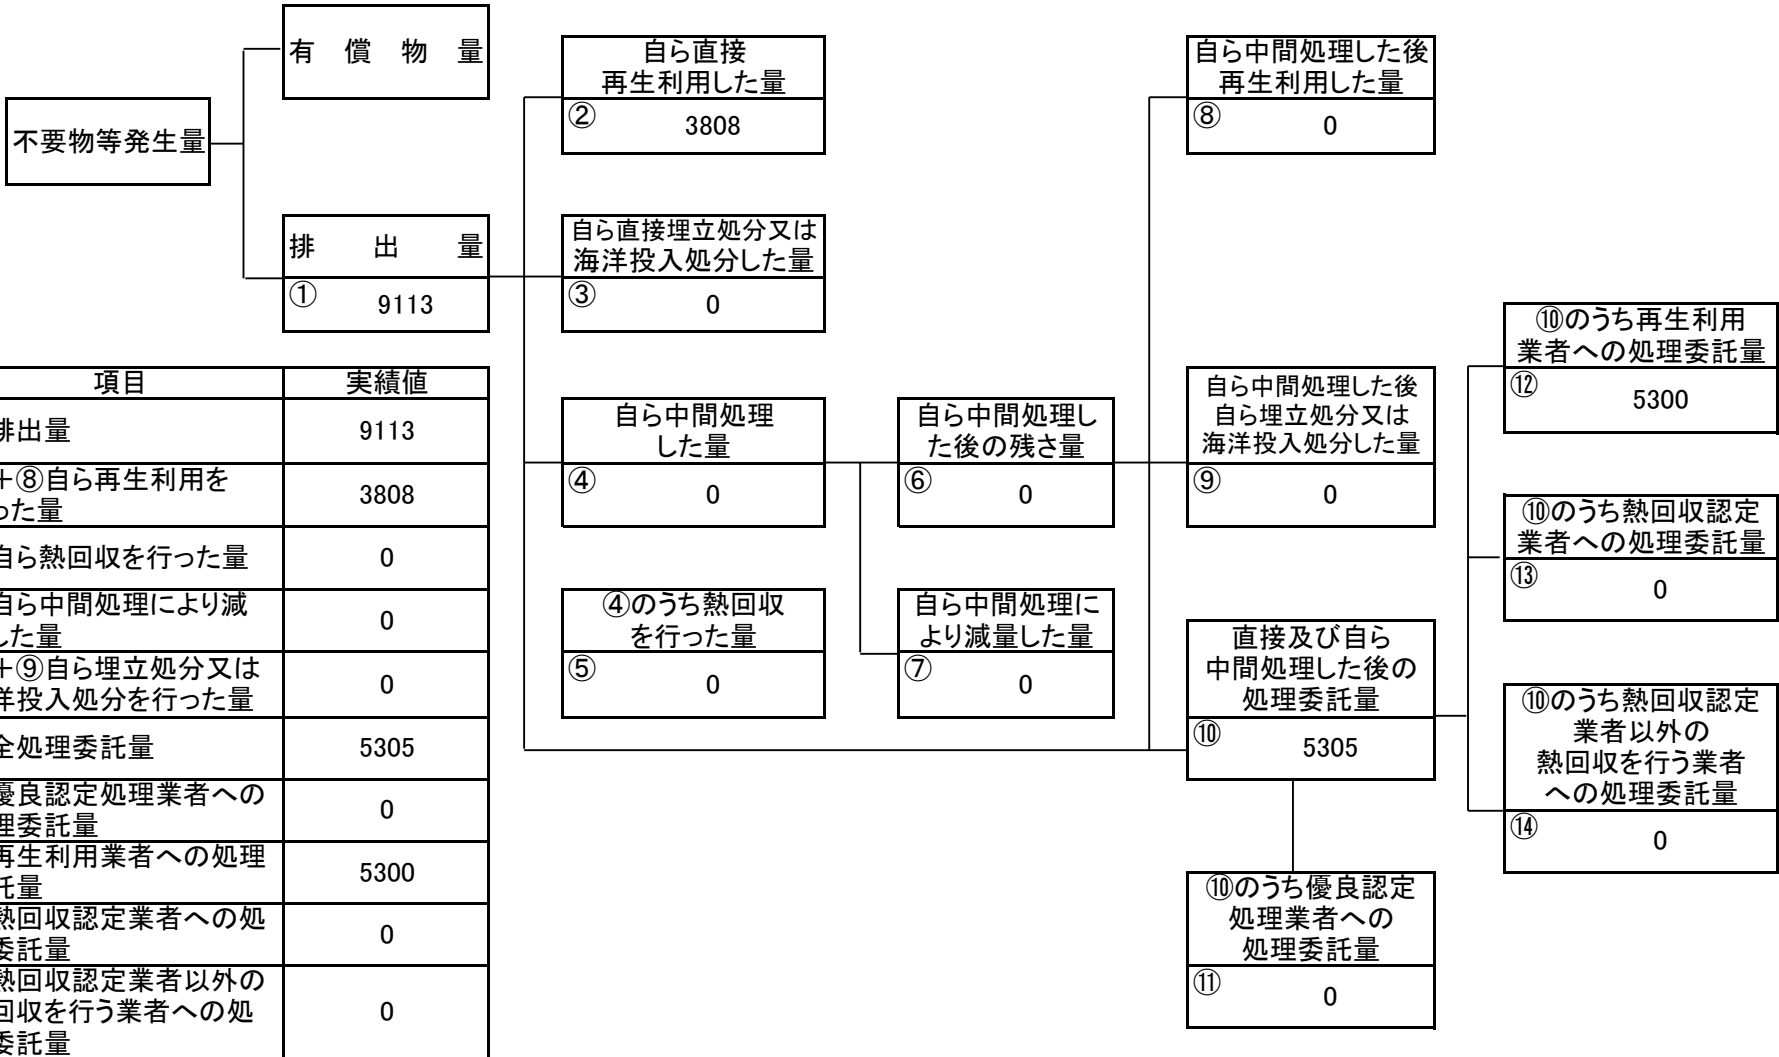 有 償 物 量
不要物等発生量
排 出 量
① 9113
自ら直接
再生利用した量
② 3808
自ら直接埋立処分又は
海洋投入処分した量
③ 0
自ら中間処理
した量
④ 0
④のうち熱回収
を行った量
⑤ 0
自ら中間処理し
た後の残さ量
⑥ 0
自ら中間処理に
より減量した量
⑦ 0
自ら中間処理した後
再生利用した量
⑧ 0
自ら中間処理した後
自ら埋立処分又は
海洋投入処分した量
⑨ 0
直接及び自ら
中間処理した後の
処理委託量
⑩ 5305
⑩のうち優良認定
処理業者への
処理委託量
⑪ 0
⑩のうち再生利用
業者への処理委託量
⑫ 5300
⑩のうち熱回収認定
業者への処理委託量
⑬ 0
⑩のうち熱回収認定
業者以外の
熱回収を行う業者
への処理委託量
⑭ 0
項目 実績値
排出量 9113
+⑧自ら再生利用を
った量 3808
自ら熱回収を行った量 0
自ら中間処理により減
した量 0
+⑨自ら埋立処分又は
洋投入処分を行った量 0
全処理委託量 5305
優良認定処理業者への
理委託量 0
再生利用業者への処理
託量 5300
熱回収認定業者への処
委託量 0
熱回収認定業者以外の
回収を行う業者への処
委託量 0